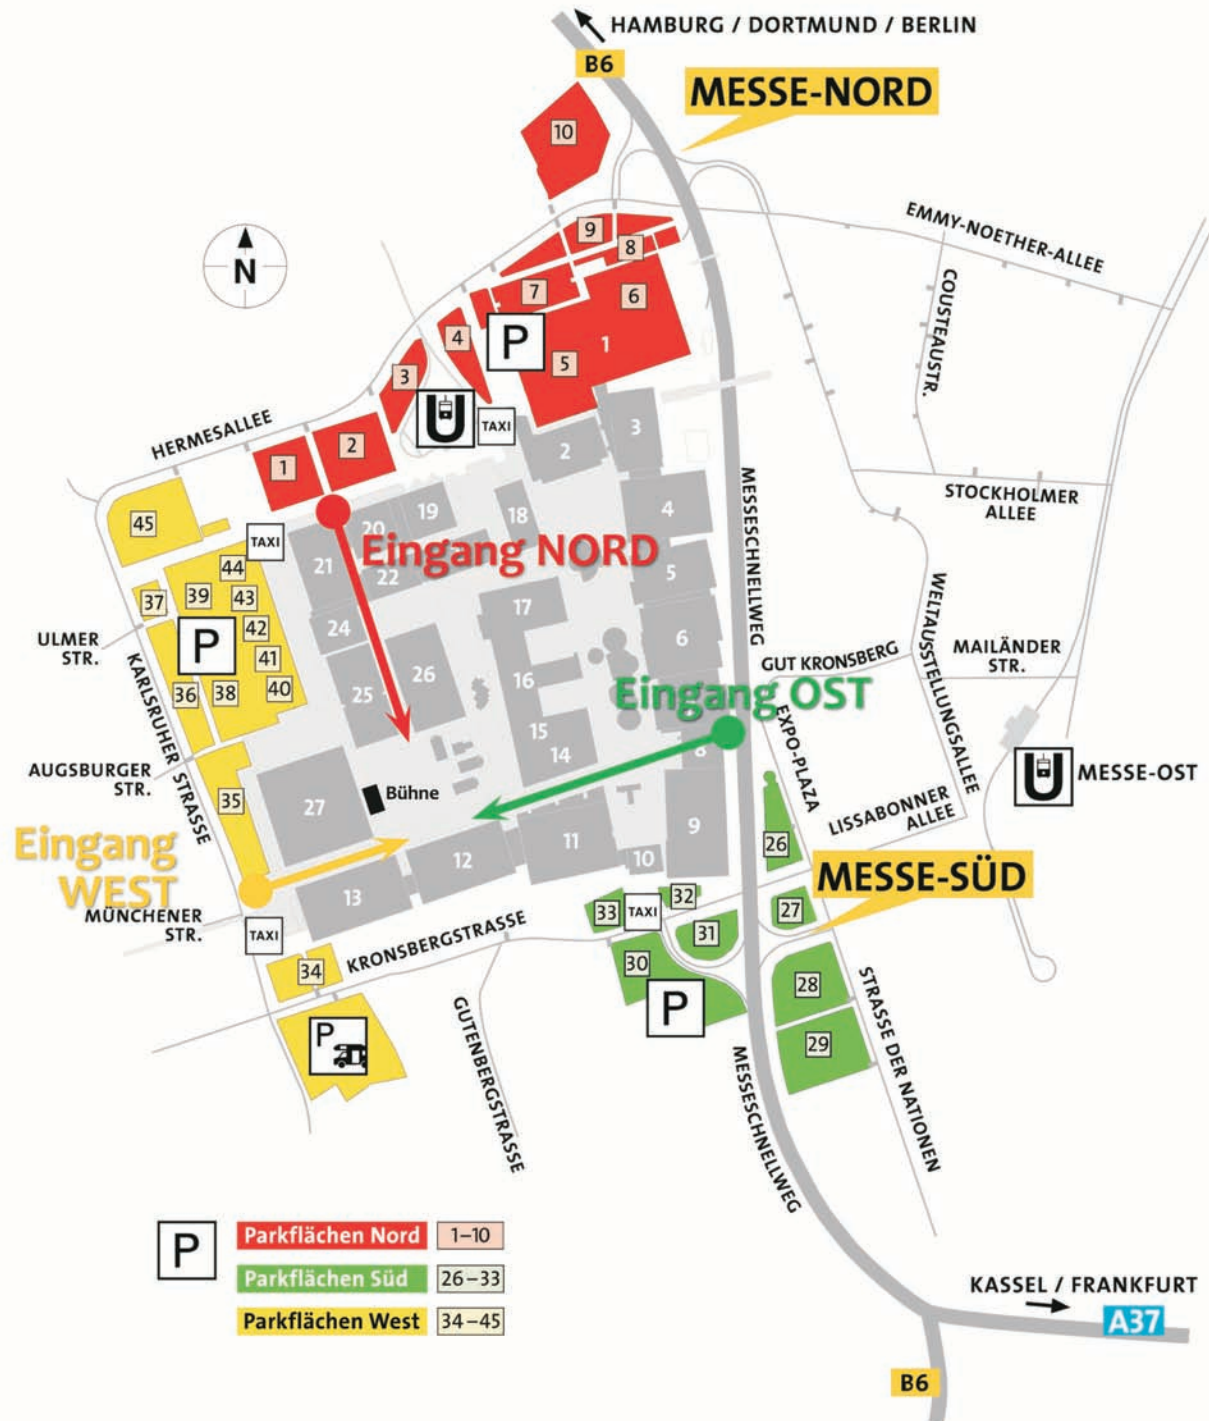 HAMBURG / DORTMUND / BERLIN
B6
MESSE-NORD
10
9
8
EMMY-NOETHER-ALLEE
N
7
6
COUSTEAUSTR.
4
P
1
5
3
U
TAXI
HERMESALLEE
2
1
3
2
STOCKHOLMER
ALLEE
MESSESCHNELLWEG
45
TAXI
20
19
18
4
21
Eingang NORD
22
5
44
39
43
37
42
P
41
36
38
40
ULMER
STR.
KARLSRUHER STRASSE
24
17
6
25
26
16
GUT KRONSBERG
WELTAUSSTELLUNGSALLEE
MAILÄNDER
STR.
Eingang OST
EXPO-PLAZA
15
14
8
AUGSBURGER
STR.
35
27
Bühne
U
MESSE-OST
LISSABONNER
ALLEE
Eingang
WEST
12
11
10
9
26
MESSE-SÜD
13
MÜNCHENER
STR.
TAXI
33
TAXI
32
27
31
34
KRONSBERGSTRASSE
30
P
28
29
P
GUTENBERGSTRASSE
MESSESCHNELLWEG
STRASSE DER NATIONEN
P
Parkflächen Nord 1–10
Parkflächen Süd 26–33
Parkflächen West 34–45
KASSEL / FRANKFURT
A37
B6